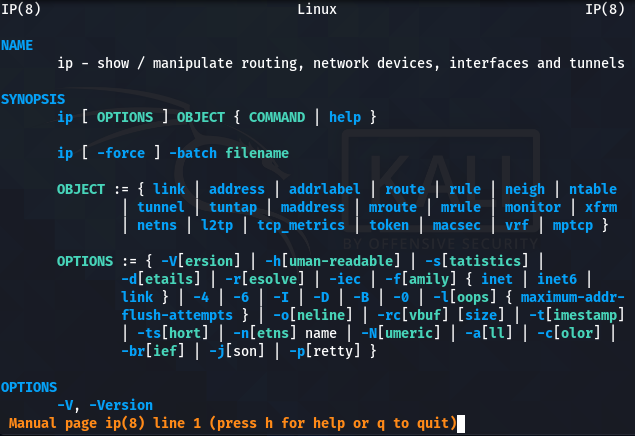 IP(8) Linux IP(8)
NAME
ip - show / manipulate routing, network devices, interfaces and tunnels
SYNOPSIS
ip [ OPTIONS ] OBJECT { COMMAND | help }
ip [ -force ] -batch filename
OBJECT := { link | address | addrlabel | route | rule | neigh | ntable
| tunnel | tuntap | maddress | mroute | mrule | monitor | xfrm
| netns | l2tp | tcp_metrics | token | macsec | vrf | mptcp }
OPTIONS := { -V[ersion] | -h[uman-readable] | -s[tatistics] |
-d[etails] | -r[esolve] | -iec | -f[amily] { inet | inet6 |
link } | -4 | -6 | -I | -D | -B | -0 | -l[oops] { maximum-addr-
flush-attempts } | -o[neline] | -rc[vbuf] [size] | -t[imestamp]
| -ts[hort] | -n[etns] name | -N[umeric] | -a[ll] | -c[olor] |
-br[ief] | -j[son] | -p[retty] }
OPTIONS
-V, -Version
Manual page ip(8) line 1 (press h for help or q to quit)
KALI
BY OFFENSIVE SECURITY